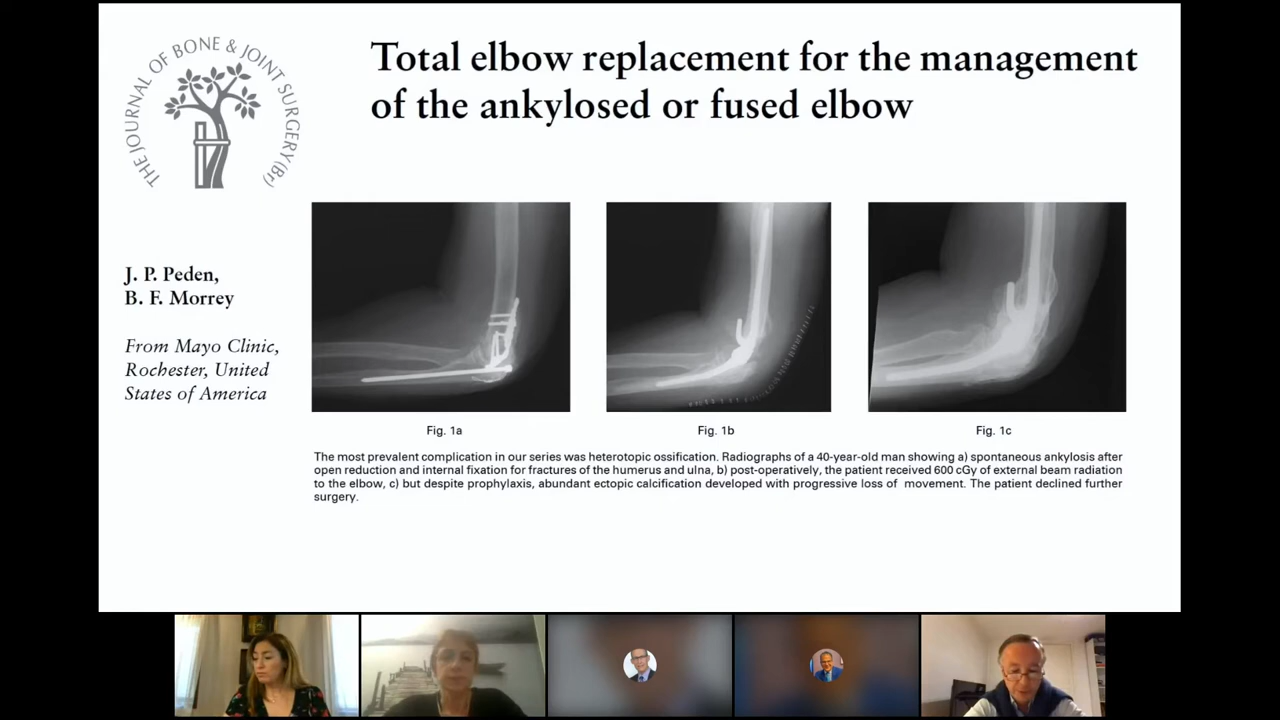 THE JOURNAL OF BONE & JOINT SURGERY (Br)
Total elbow replacement for the management
of the ankylosed or fused elbow
J. P. Peden,
B. F. Morrey
From Mayo Clinic,
Rochester, United
States of America
Fig. 1a
Fig. 1b
Fig. 1c
The most prevalent complication in our series was heterotopic ossification. Radiographs of a 40-year-old man showing a) spontaneous ankylosis after
open reduction and internal fixation for fractures of the humerus and ulna, b) post-operatively, the patient received 600 cGy of external beam radiation
to the elbow, c) but despite prophylaxis, abundant ectopic calcification developed with progressive loss of movement. The patient declined further
surgery.